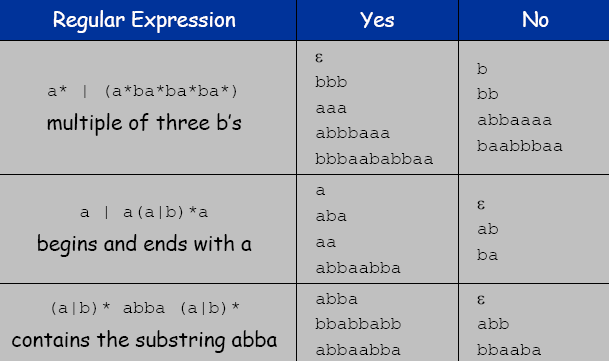 Regular Expression Yes No
a* | (a*ba*ba*ba*)
multiple of three b's
ε
bbb
aaa
abbbaaa
bbbaababbaa
b
bb
abbaaaa
baabbbaa
a | a(a|b)*a
begins and ends with a
a
aba
aa
abbaabba
ε
ab
ba
(a|b)* abba (a|b)*
contains the substring abba
abba
bbabbabb
abbaabba
ε
abb
bbaaba